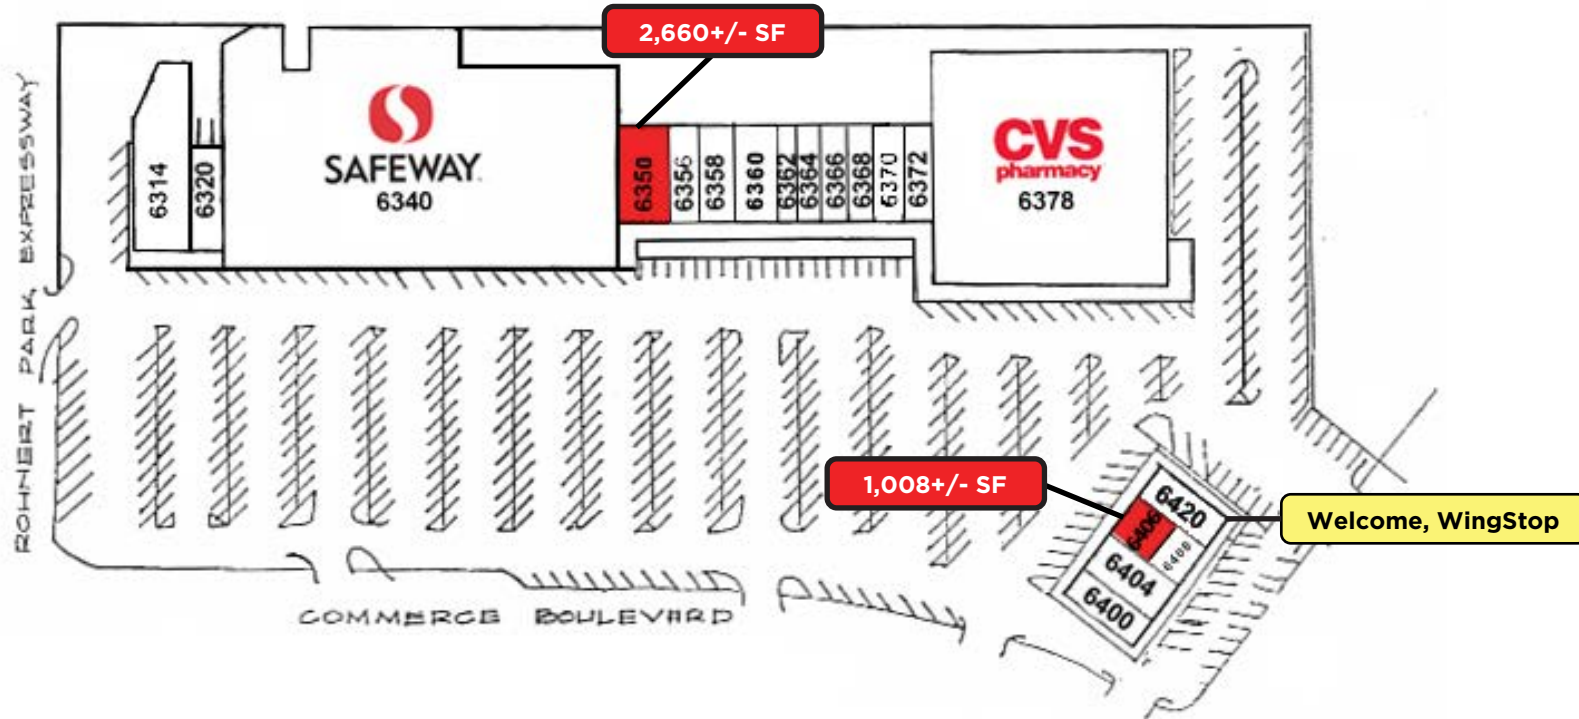 2,660+/- SF
ROHNERT PARK EXPRESSWAY
6314
6320
SAFEWAY
6340
6350
6356
6358
6360
6362
6364
6366
6368
6370
6372
CVS
pharmacy
6378
1,008+/- SF
6420
6406
6408
6404
6400
Welcome, WingStop
COMMERCE BOULEVARD